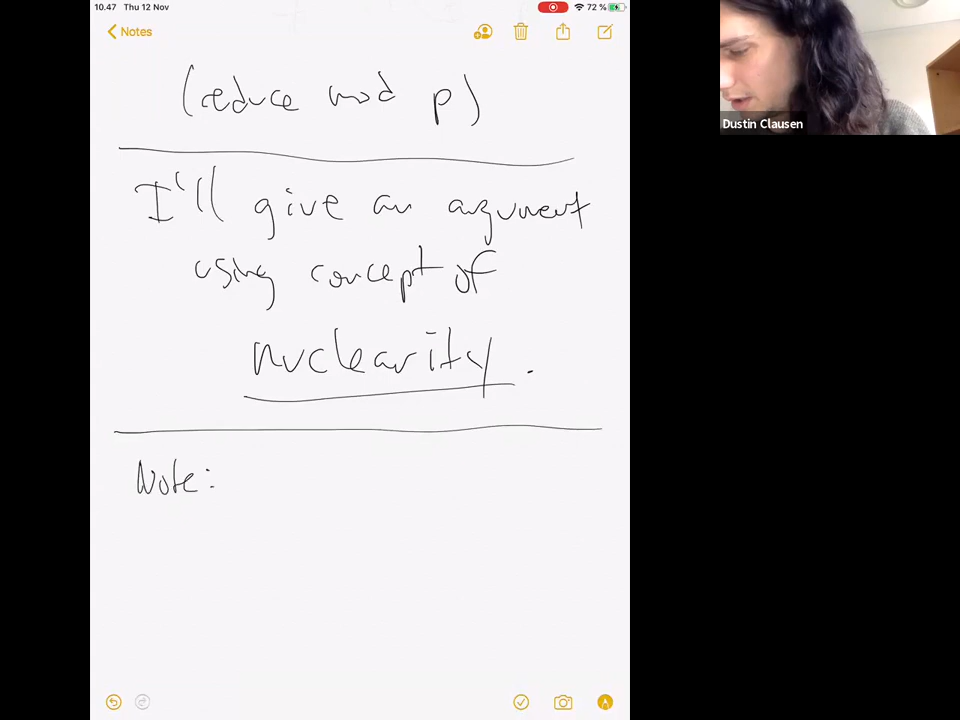 10.47 Thu 12 Nov
72 %
Notes
(reduce mod p)
I'll give an argument
using concept of
nuclearity.
Note:
Dustin Clausen